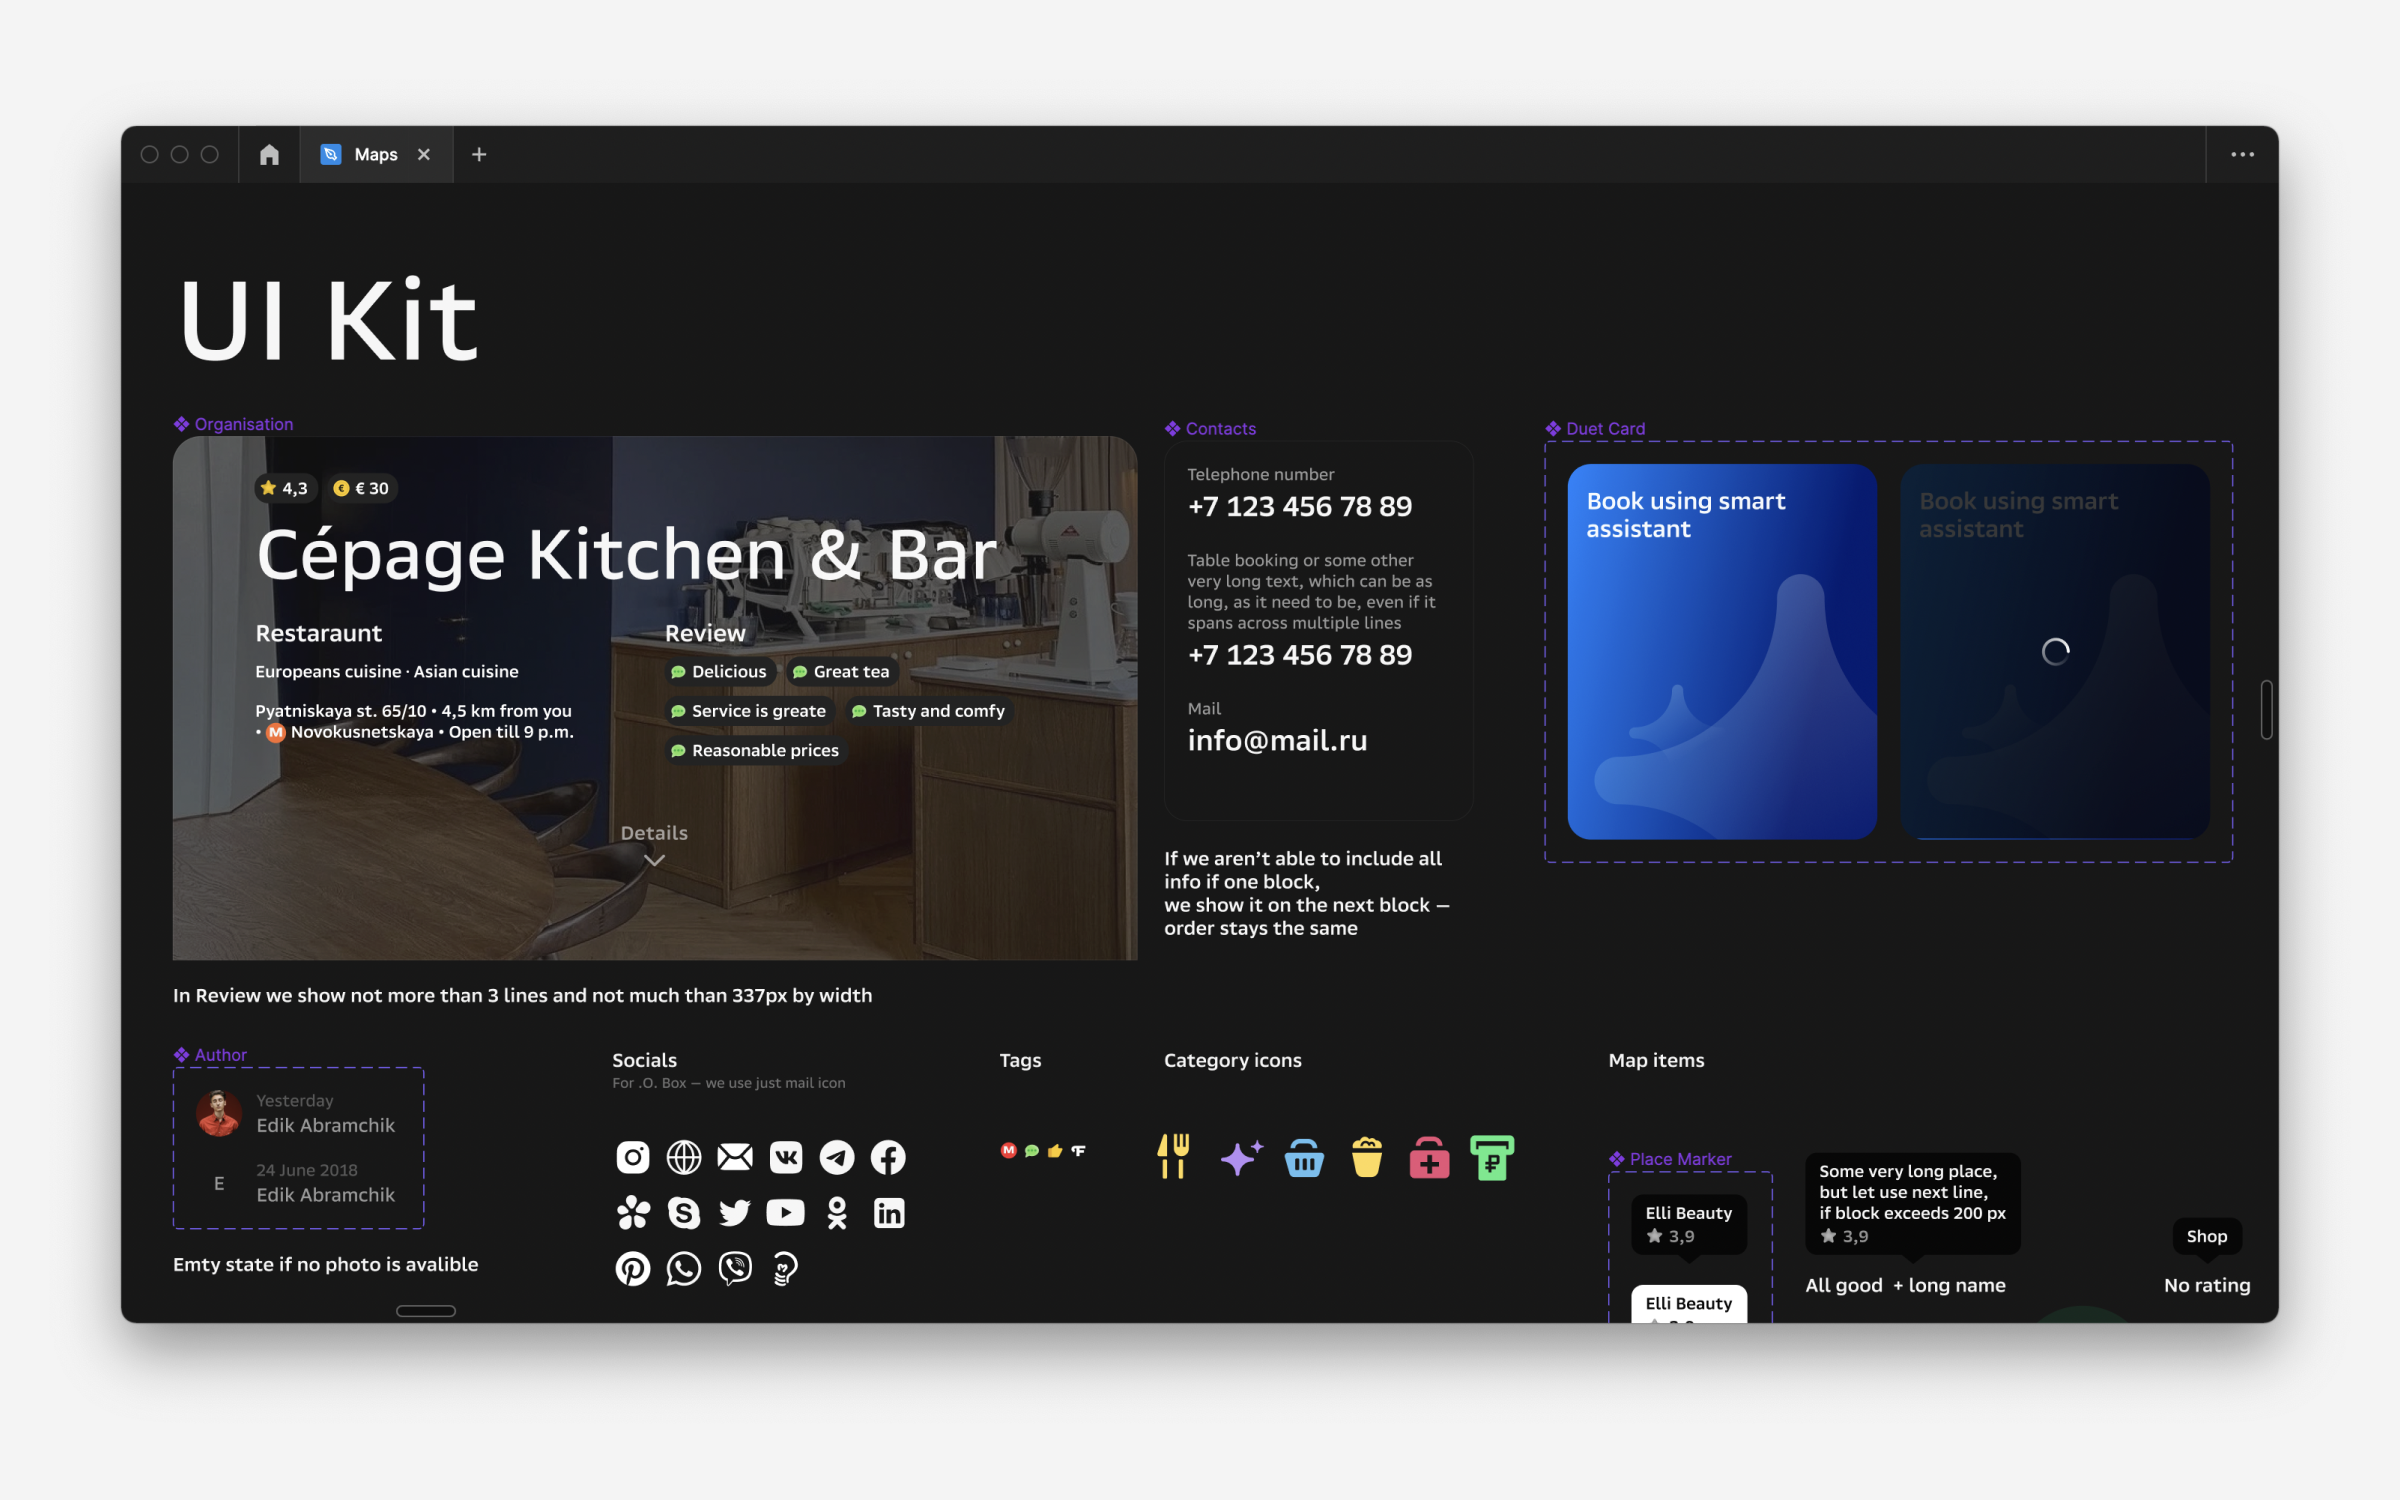 Maps
UI Kit
Organisation
4,3
€ 30
Cépage Kitchen & Bar
Restaraunt
Europeans cuisine · Asian cuisine
Pyatniskaya st. 65/10 • 4,5 km from you
• M Novokusnetskaya • Open till 9 p.m.
Review
Delicious
Great tea
Service is greate
Tasty and comfy
Reasonable prices
Details
In Review we show not more than 3 lines and not much than 337px by width
Contacts
Telephone number
+7 123 456 78 89
Table booking or some other
very long text, which can be as
long, as it need to be, even if it
spans across multiple lines
+7 123 456 78 89
Mail
info@mail.ru
If we aren’t able to include all
info if one block,
we show it on the next block —
order stays the same
Duet Card
Book using smart
assistant
Book using smart
assistant
Author
Yesterday
Edik Abramchik
E
24 June 2018
Edik Abramchik
Emty state if no photo is avalible
Socials
For .O. Box — we use just mail icon
Tags
M
Category icons
Map items
Place Marker
Elli Beauty
3,9
Elli Beauty
Some very long place,
but let use next line,
if block exceeds 200 px
3,9
All good + long name
Shop
No rating